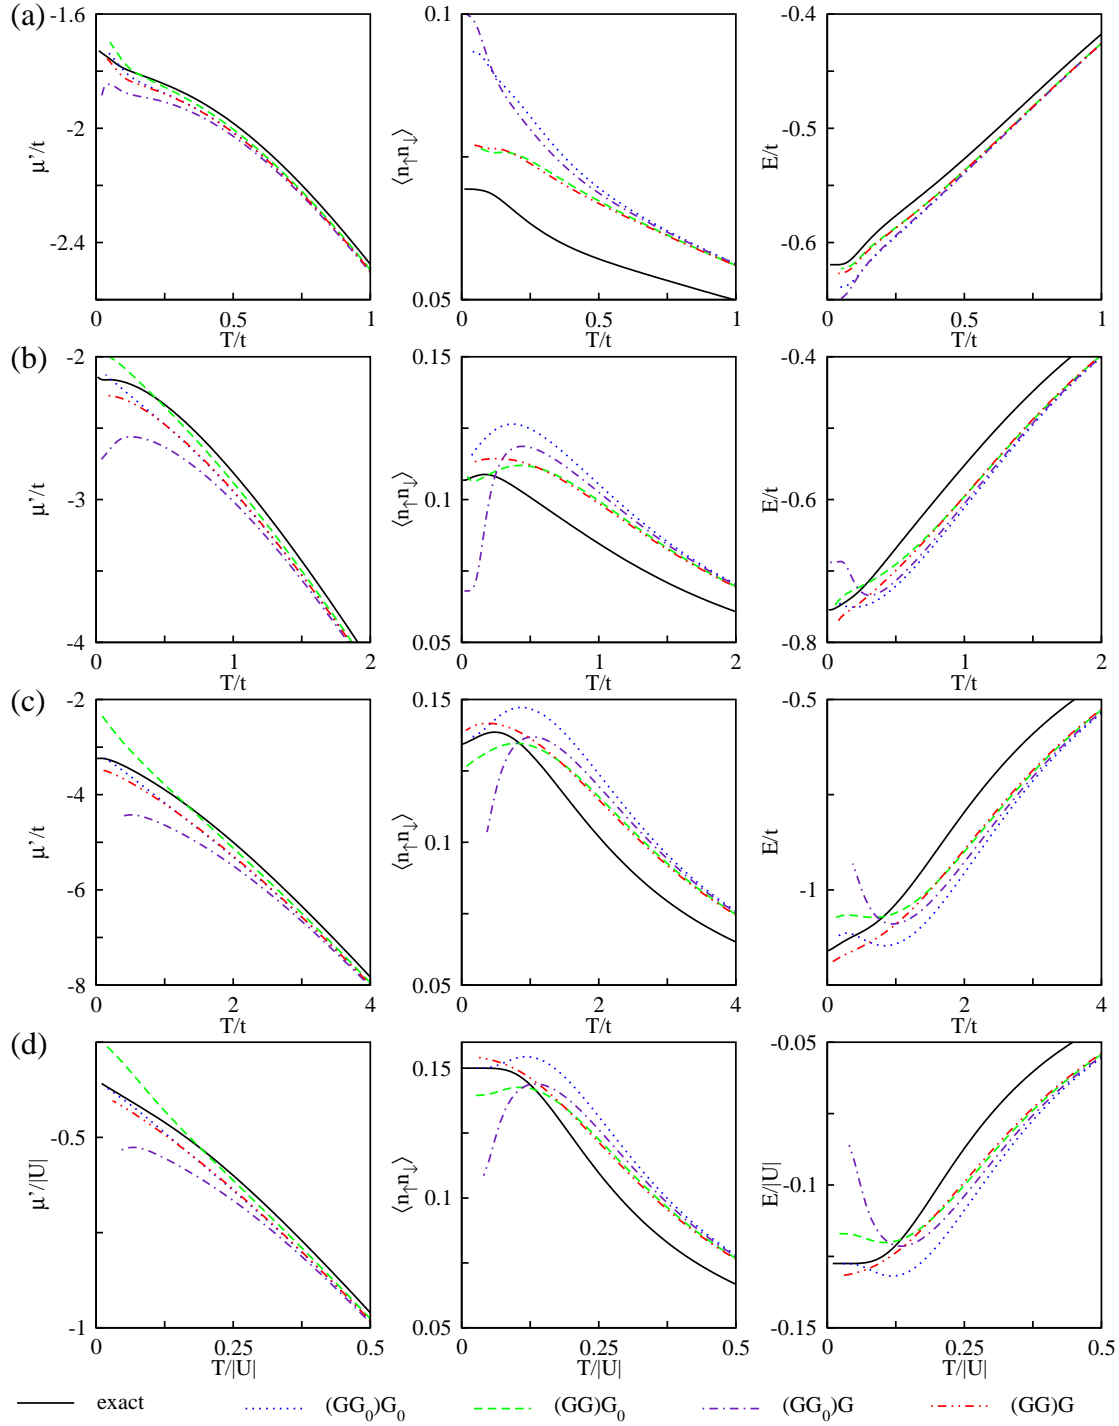 (a)
-1.6
-2
-2.4
μ'/t
0 0.5 1
T/t
0.1
0.05
⟨n↑n↓⟩
0 0.5 1
T/t
-0.4
-0.5
-0.6
E/t
0 0.5 1
T/t
(b)
-2
-3
-4
μ'/t
0 1 2
T/t
0.15
0.1
0.05
⟨n↑n↓⟩
0 1 2
T/t
-0.4
-0.6
-0.8
E/t
0 1 2
T/t
(c)
-2
-4
-6
-8
μ'/t
0 2 4
T/t
0.15
0.1
0.05
⟨n↑n↓⟩
0 2 4
T/t
-0.5
-1
E/t
0 2 4
T/t
(d)
-0.5
-1
μ'/|U|
0 0.25 0.5
T/|U|
0.15
0.1
0.05
⟨n↑n↓⟩
0 0.25 0.5
T/|U|
-0.05
-0.1
-0.15
E/|U|
0 0.25 0.5
T/|U|
exact (GG₀)G₀ (GG)G₀ (GG₀)G (GG)G